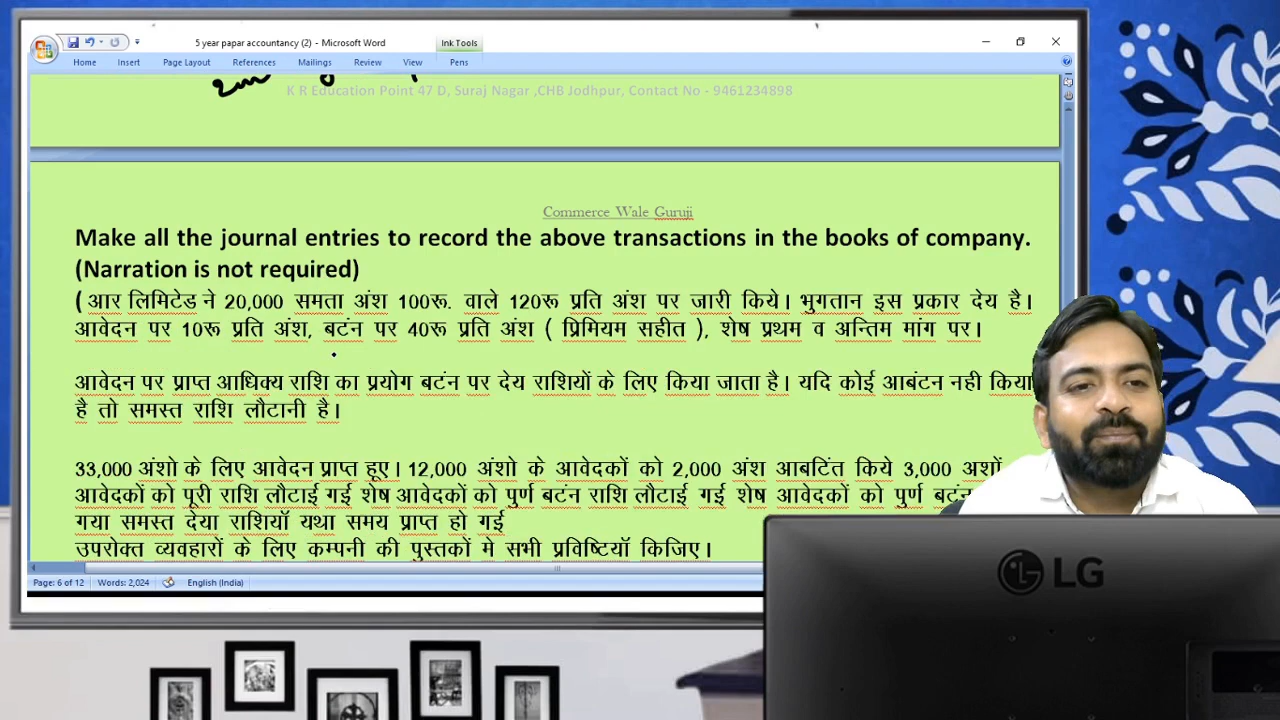 5 year papar accountancy (2) - Microsoft Word
Ink Tools
Home Insert Page Layout References Mailings Review View Pens
K R Education Point 47 D, Suraj Nagar ,CHB Jodhpur, Contact No - 9461234898
Commerce Wale Guruji
Make all the journal entries to record the above transactions in the books of company.
(Narration is not required)
( आर लिमिटेड ने 20,000 समता अंश 100रू. वाले 120रू प्रति अंश पर जारी किये। भुगतान इस प्रकार देय है।
आवेदन पर 10रू प्रति अंश, बटंन पर 40रू प्रति अंश ( प्रिमियम सहीत ), शेष प्रथम व अन्तिम मांग पर।
आवेदन पर प्राप्त आधिक्य राशि का प्रयोग बटंन पर देय राशियों के लिए किया जाता है। यदि कोई आबंटन नही किया
है तो समस्त राशि लौटानी है।
33,000 अंशो के लिए आवेदन प्राप्त हूए। 12,000 अंशो के आवेदकों को 2,000 अंश आबटिंत किये 3,000 अशों
आवेदकों को पूरी राशि लौटाई गई शेष आवेदकों को पुर्ण बटंन राशि लौटाई गई शेष आवेदकों को पुर्ण बटंन
गया समस्त देया राशियॉ यथा समय प्राप्त हो गई
उपरोक्त व्यवहारों के लिए कम्पनी की पुस्तकों मे सभी प्रविष्टियॉ किजिए।
Page: 6 of 12 Words: 2,024 English (India)
LG